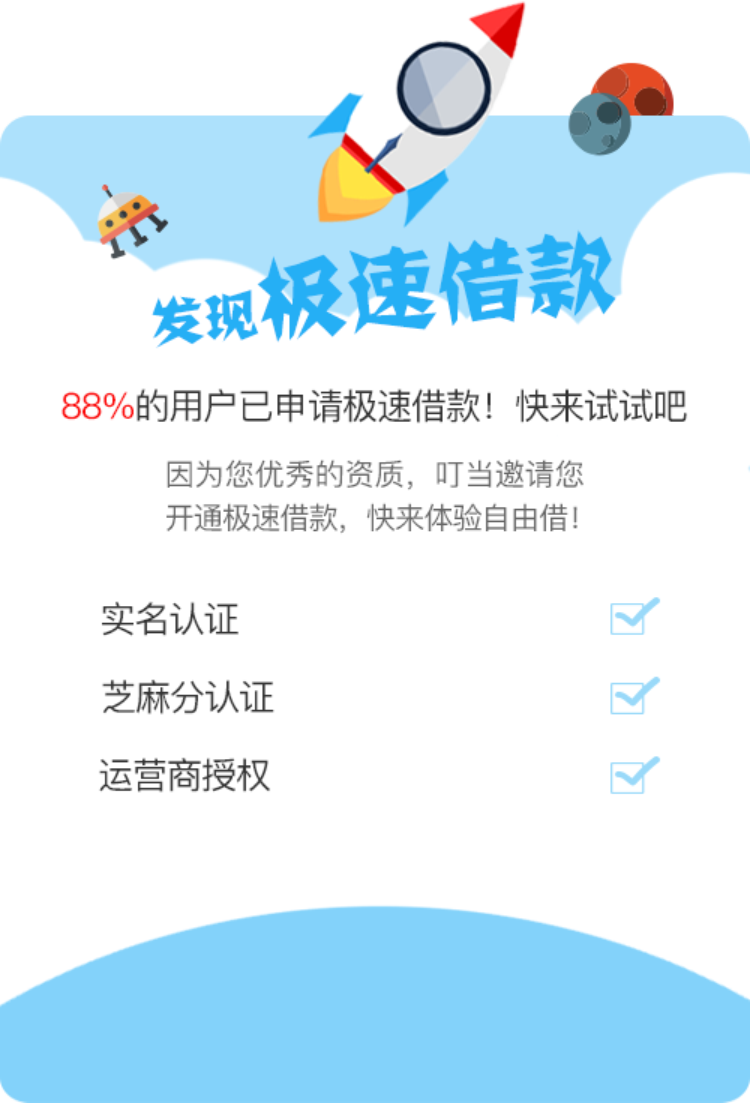 发现极速借款
88%的用户已申请极速借款！快来试试吧
因为您优秀的资质，叮当邀请您
开通极速借款，快来体验自由借！
实名认证
芝麻分认证
运营商授权